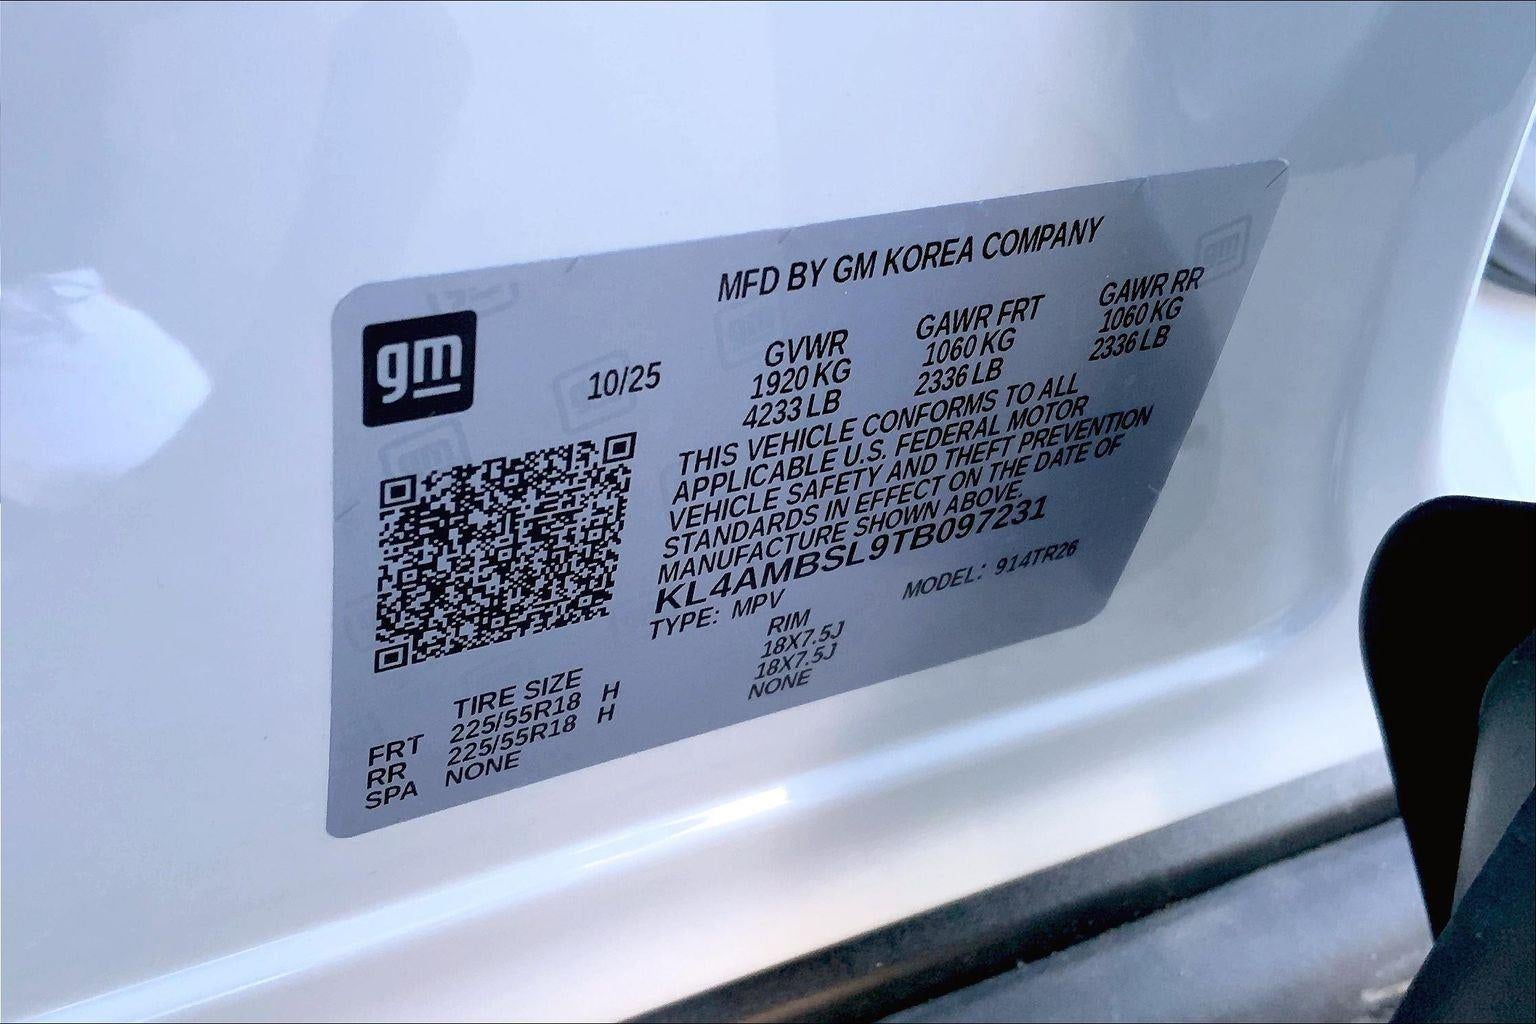 MFD BY GM KOREA COMPANY
gm
10/25
GVWR GAWR FRT GAWR RR
1920 KG 1060 KG 1060 KG
4233 LB 2336 LB 2336 LB
THIS VEHICLE CONFORMS TO ALL
APPLICABLE U.S. FEDERAL MOTOR
VEHICLE SAFETY AND THEFT PREVENTION
STANDARDS IN EFFECT ON THE DATE OF
MANUFACTURE SHOWN ABOVE.
KL4AMBSL9TB097231
TYPE: MPV MODEL: 914TR26
TIRE SIZE RIM
FRT 225/55R18 H 18X7.5J
RR 225/55R18 H 18X7.5J
SPA NONE NONE